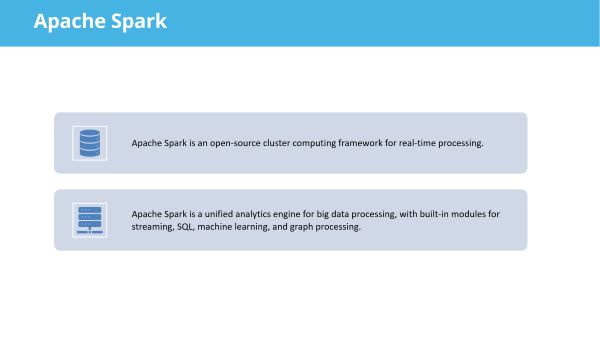 Apache Spark
Apache Spark is an open-source cluster computing framework for real-time processing.
Apache Spark is a unified analytics engine for big data processing, with built-in modules for
streaming, SQL, machine learning, and graph processing.